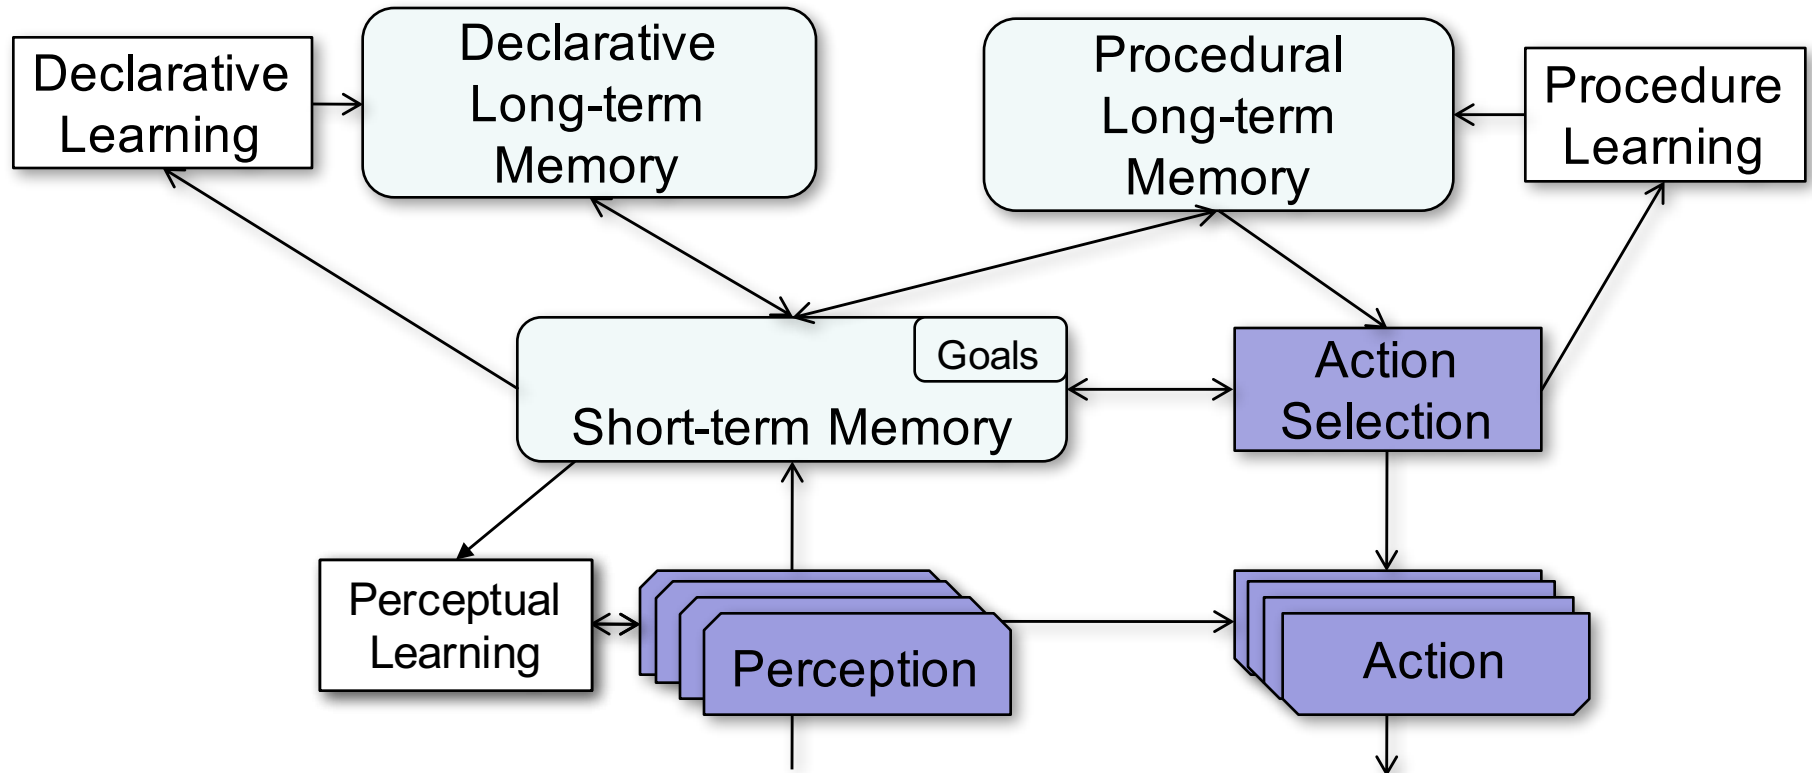 Declarative
Learning
Declarative
Long-term
Memory
Procedural
Long-term
Memory
Procedure
Learning
Goals
Short-term Memory
Action
Selection
Perceptual
Learning
Perception
Action